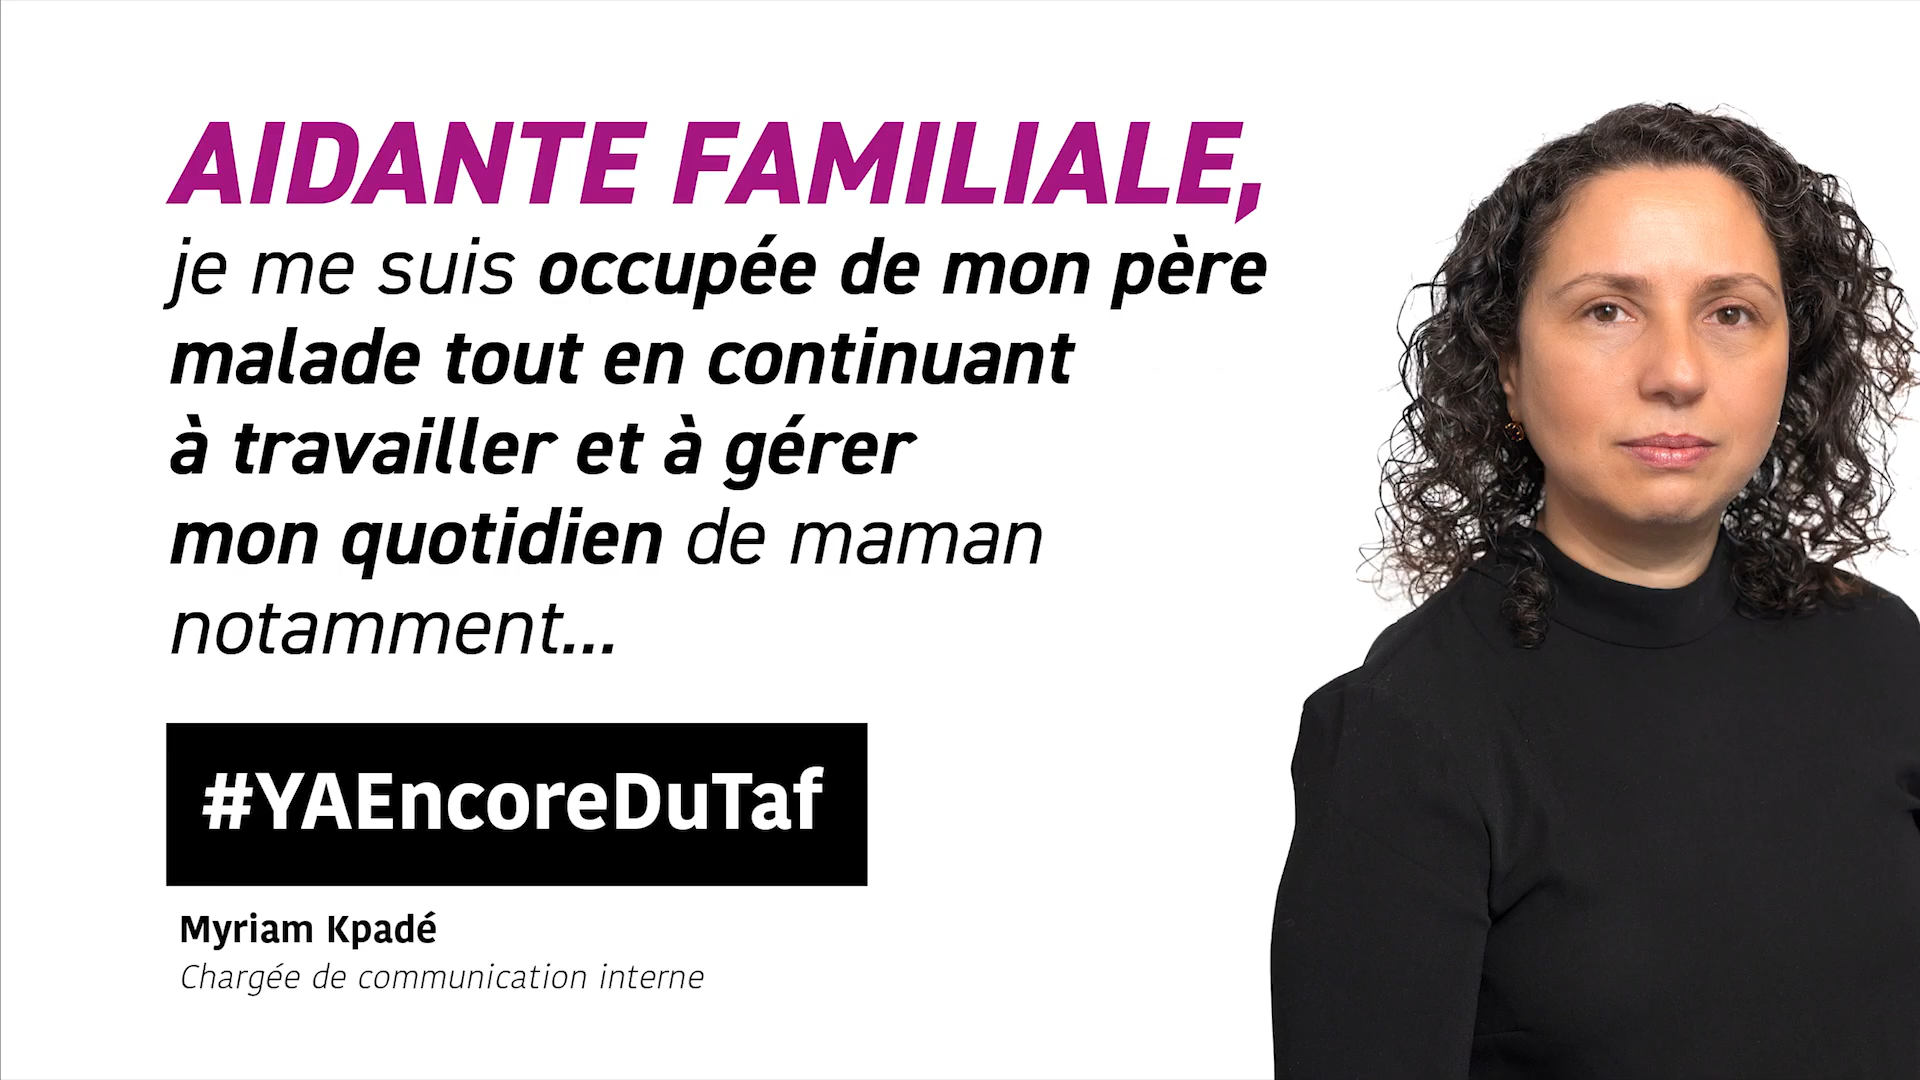 AIDANTE FAMILIALE,
je me suis occupée de mon père
malade tout en continuant
à travailler et à gérer
mon quotidien de maman
notamment...
#YAEncoreDuTaf
Myriam Kpadé
Chargée de communication interne